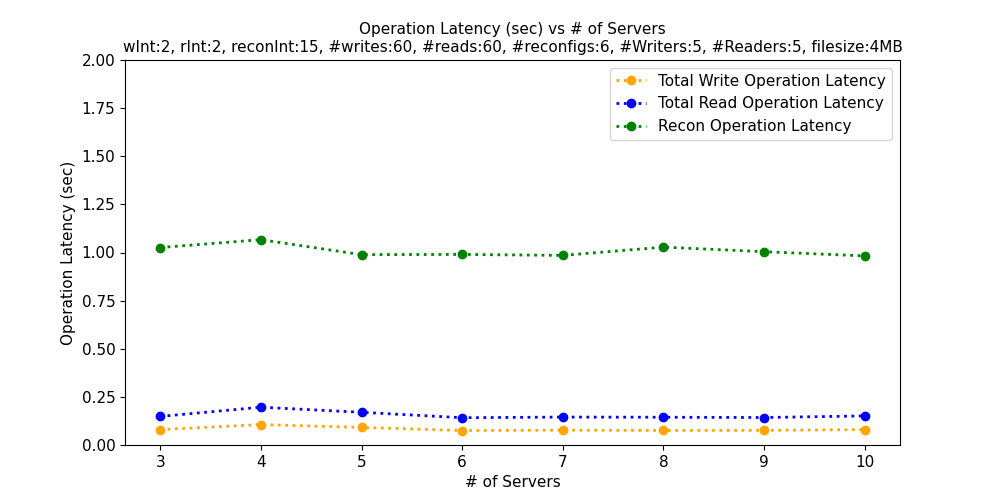 Operation Latency (sec) vs # of Servers
wInt:2, rInt:2, reconInt:15, #writes:60, #reads:60, #reconfigs:6, #Writers:5, #Readers:5, filesize:4MB
Total Write Operation Latency
Total Read Operation Latency
Recon Operation Latency
Operation Latency (sec)
2.00
1.75
1.50
1.25
1.00
0.75
0.50
0.25
0.00
3 4 5 6 7 8 9 10
# of Servers